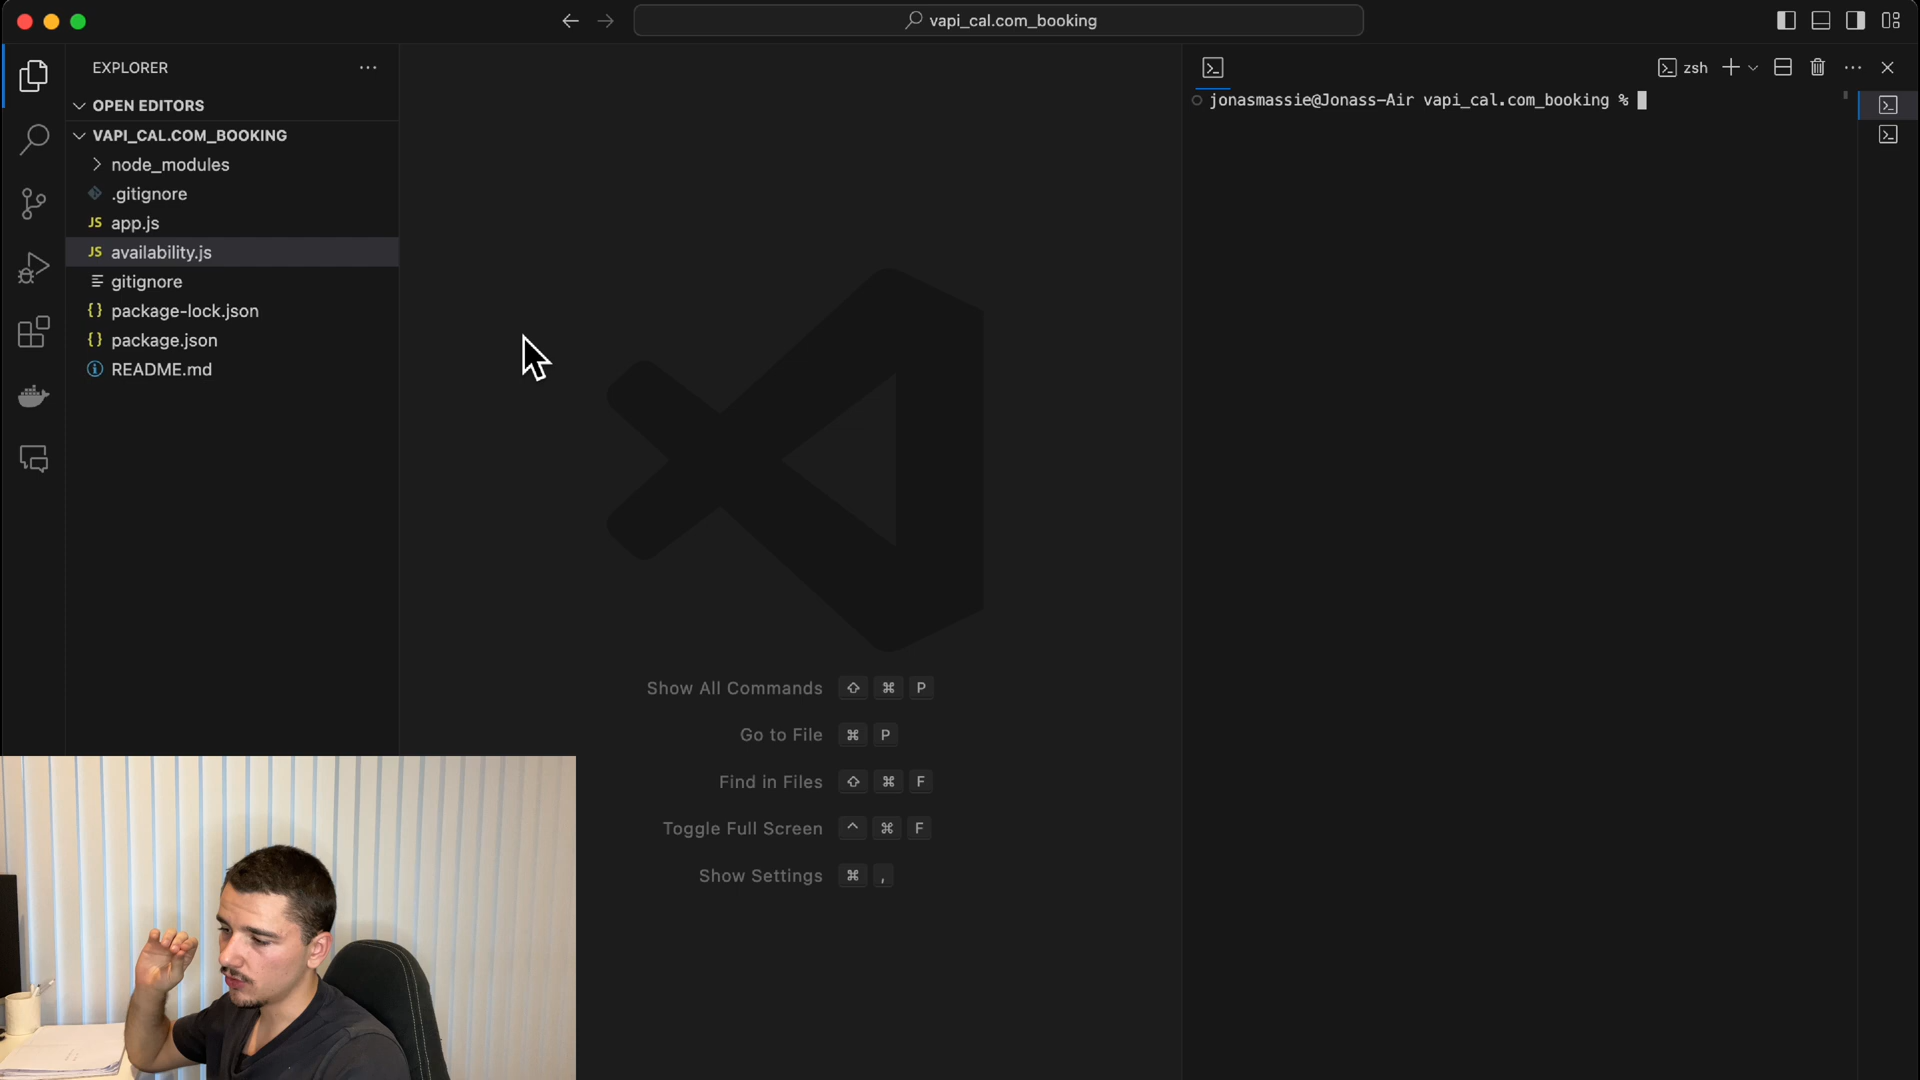 vapi_cal.com_booking
EXPLORER
OPEN EDITORS
VAPI_CAL.COM_BOOKING
node_modules
.gitignore
JS app.js
JS availability.js
gitignore
{} package-lock.json
{} package.json
README.md
Show All Commands ⇧ ⌘ P
Go to File ⌘ P
Find in Files ⇧ ⌘ F
Toggle Full Screen ^ ⌘ F
Show Settings ⌘ ,
zsh
jonasmassie@Jonass-Air vapi_cal.com_booking %